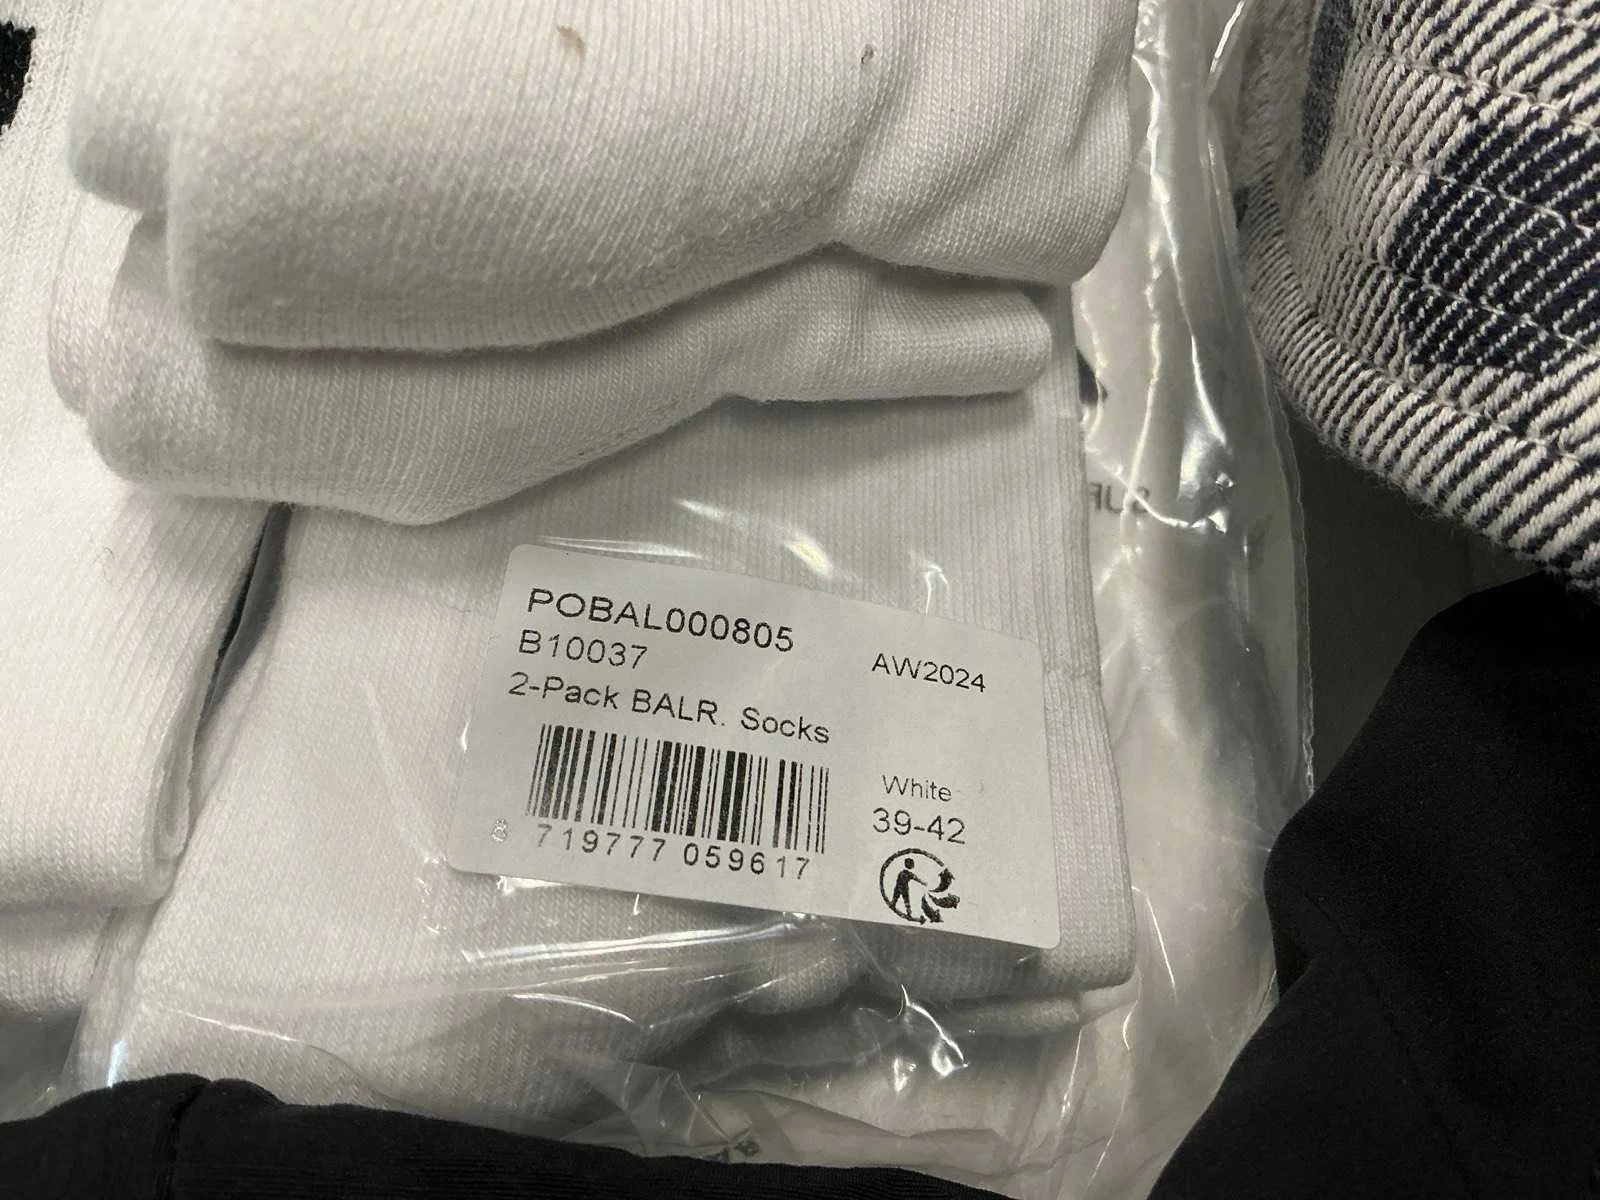 POBAL000805
B10037
AW2024
2-Pack BALR. Socks
White
39-42
8 719777 059617